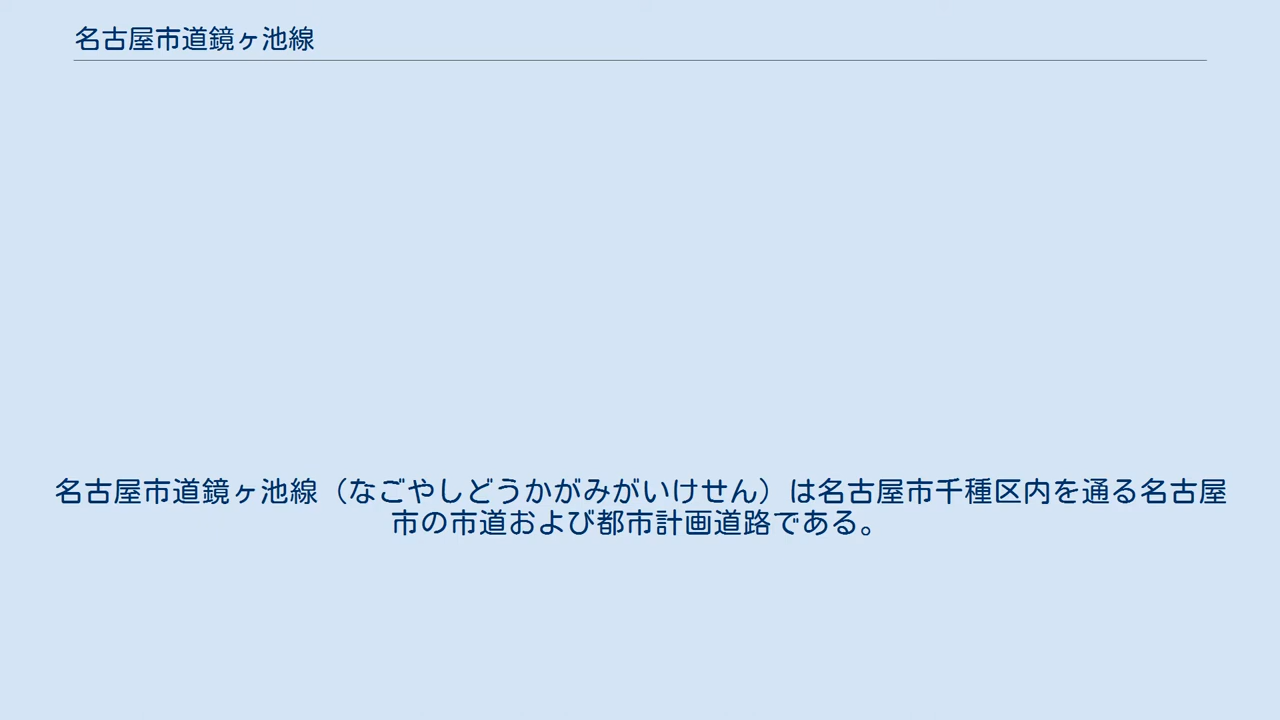 名古屋市道鏡ヶ池線
名古屋市道鏡ヶ池線（なごやしどうかがみがいけせん）は名古屋市千種区内を通る名古屋
市の市道および都市計画道路である。